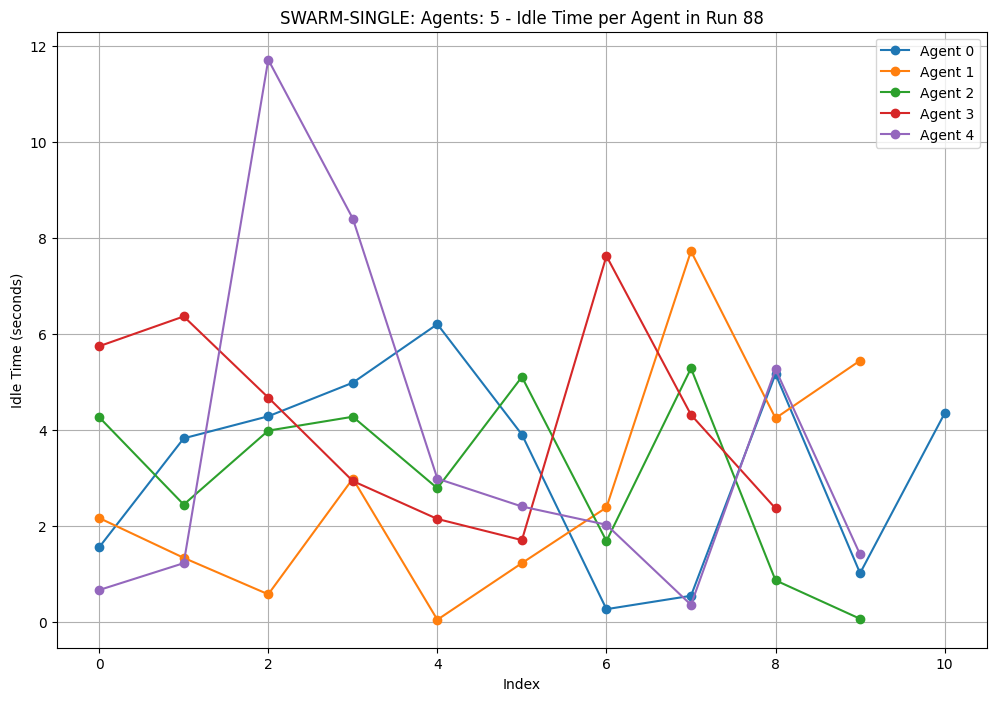 SWARM-SINGLE: Agents: 5 - Idle Time per Agent in Run 88
Agent 0
Agent 1
Agent 2
Agent 3
Agent 4
Idle Time (seconds)
12
10
8
6
4
2
0
0 2 4 6 8 10
Index